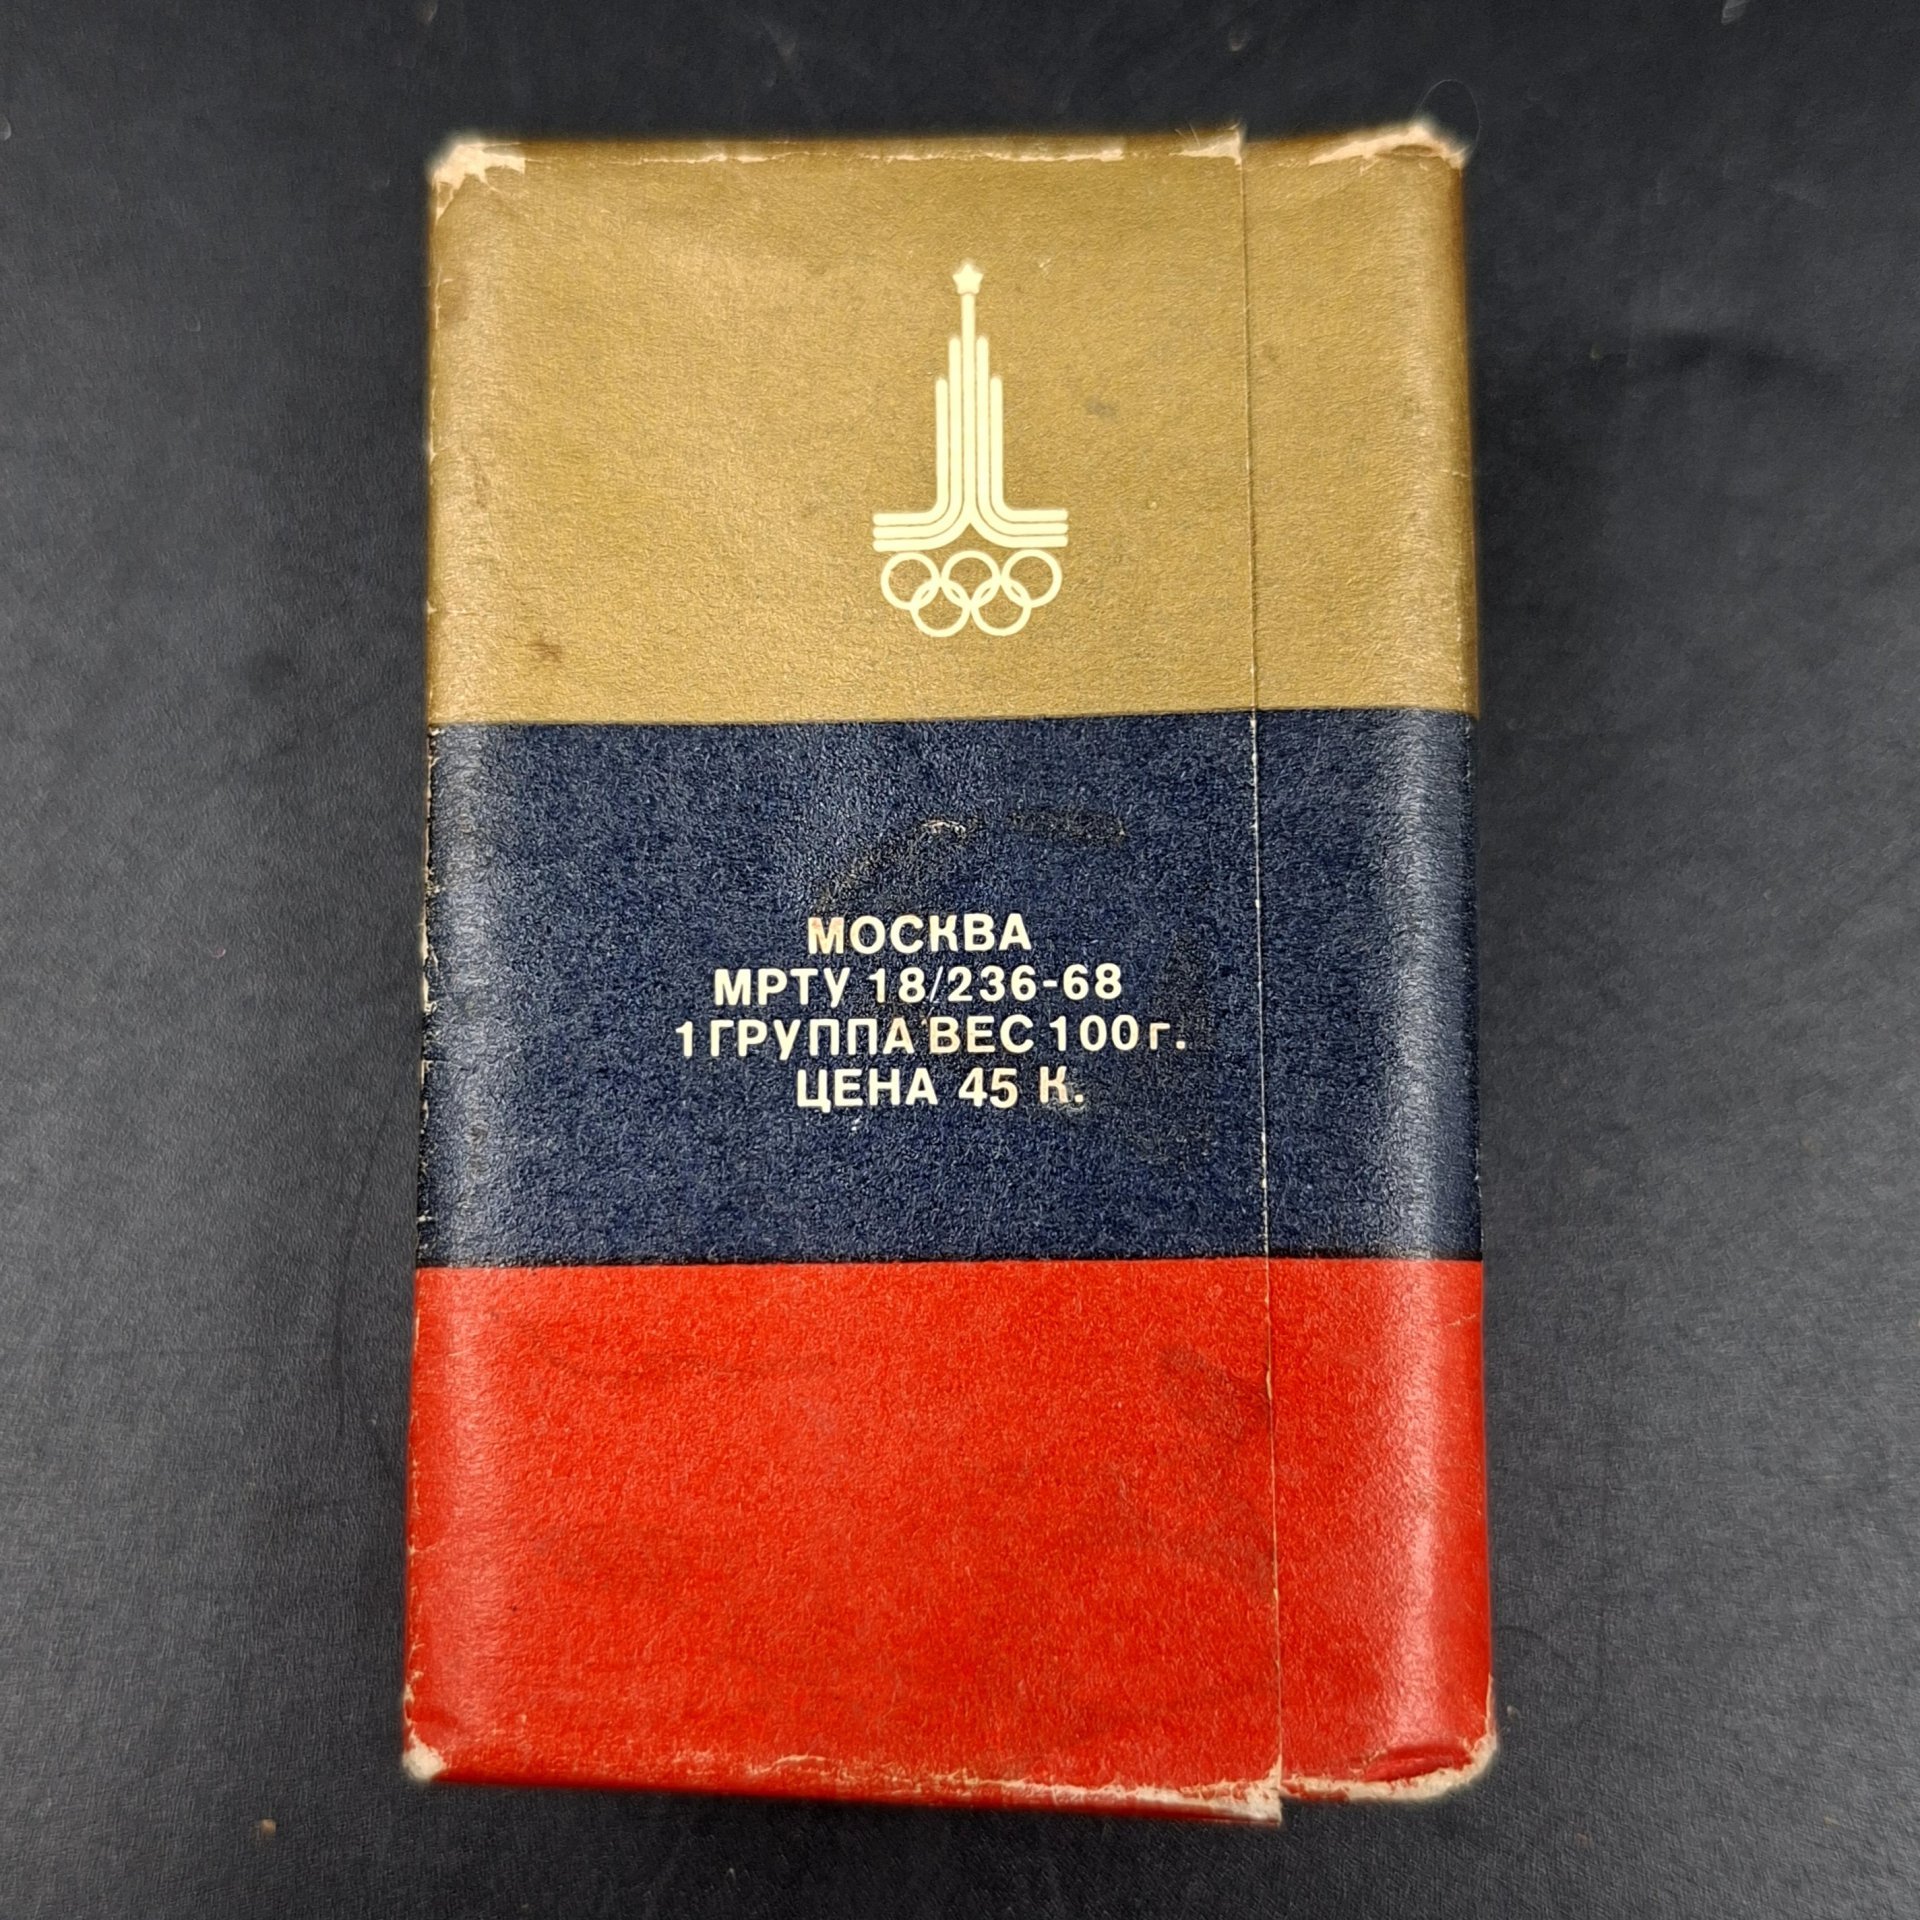 МОСКВА
МРТУ 18/236-68
1 ГРУППА ВЕС 100 г.
ЦЕНА 45 К.